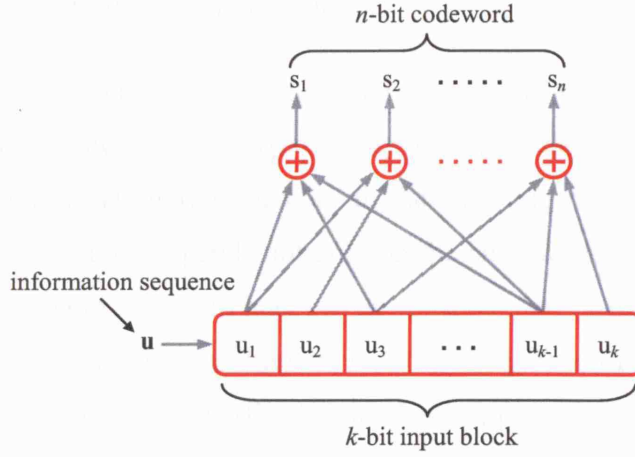 n-bit codeword
s1 s2 ..... sn
.....
information sequence
u
u1 u2 u3 ... uk-1 uk
k-bit input block